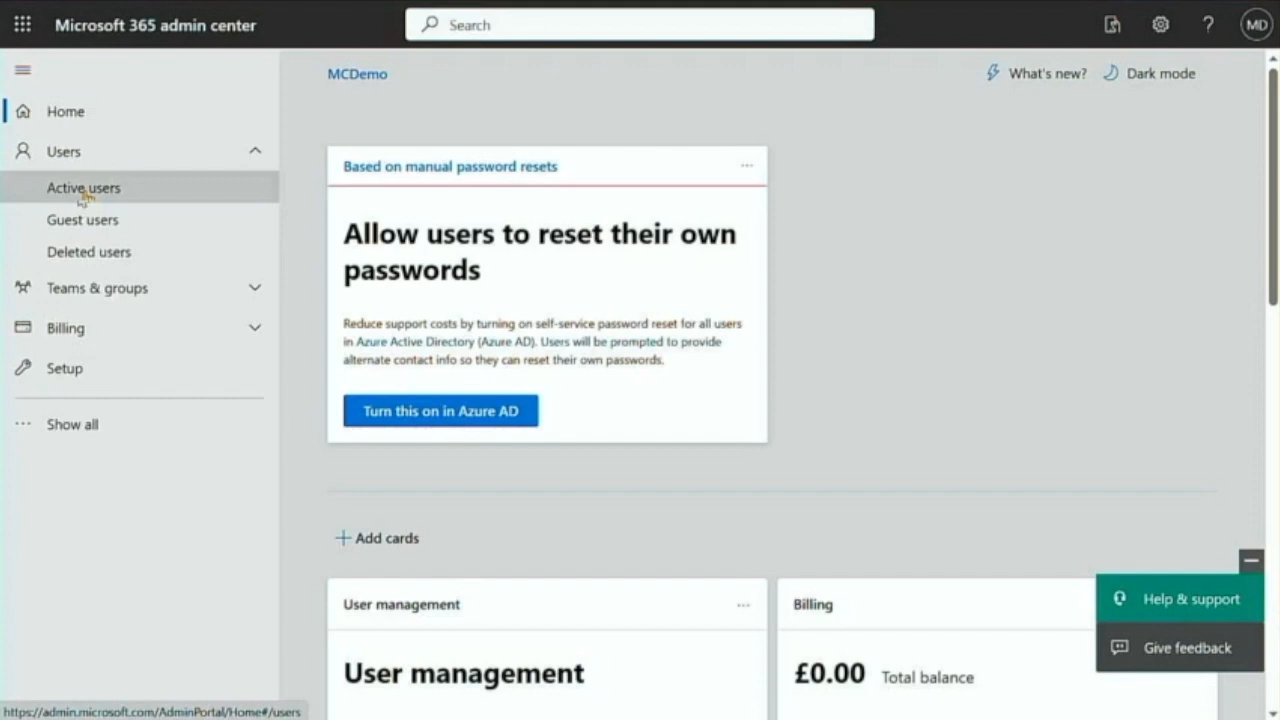 Microsoft 365 admin center
Search
MD
MCDemo
What's new?
Dark mode
Home
Users
Active users
Guest users
Deleted users
Teams & groups
Billing
Setup
Show all
Based on manual password resets
Allow users to reset their own
passwords
Reduce support costs by turning on self-service password reset for all users
in Azure Active Directory (Azure AD). Users will be prompted to provide
alternate contact info so they can reset their own passwords.
Turn this on in Azure AD
Add cards
User management
User management
Billing
£0.00 Total balance
Help & support
Give feedback
https://admin.microsoft.com/AdminPortal/Home#/users